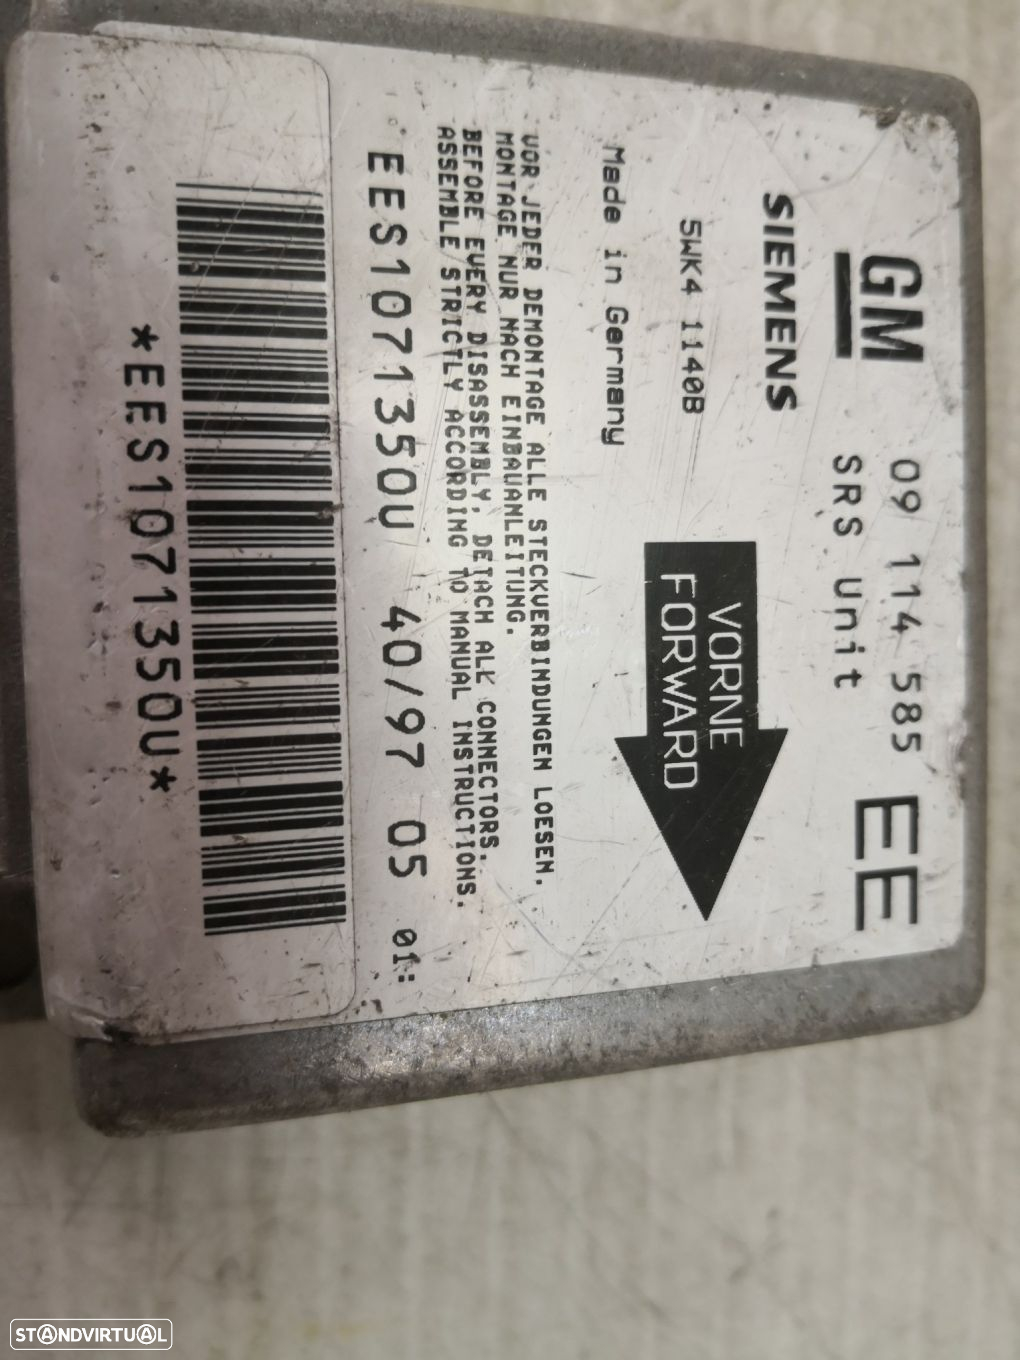 GM 09 114 585 EE
SRS Unit
SIEMENS
5WK4 1140B
VORNE
FORWARD
Made in Germany
VOR JEDER DEMONTAGE ALLE STECKVERBINDUNGEN LOESEN.
MONTAGE NUR NACH EINBAUANLEITUNG.
BEFORE EVERY DISASSEMBLY, DETACH ALL CONNECTORS.
ASSEMBLE STRICTLY ACCORDING TO MANUAL INSTRUCTIONS.
EES1071350U 40/97 05 01:
*EES1071350U*
STANDVIRTUAL